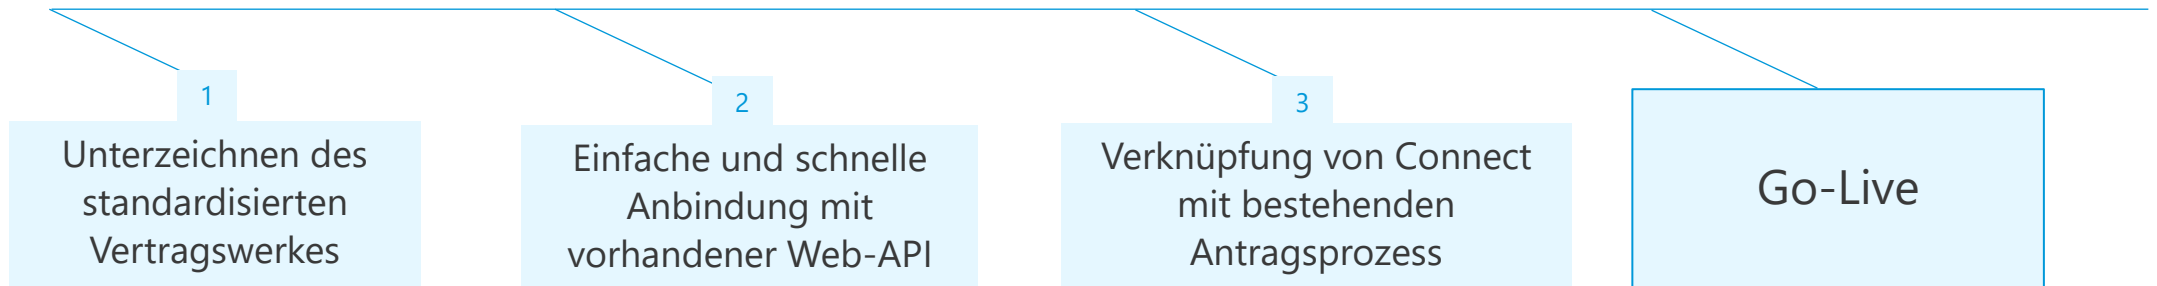 1
Unterzeichnen des
standardisierten
Vertragswerkes
2
Einfache und schnelle
Anbindung mit
vorhandener Web-API
3
Verknüpfung von Connect
mit bestehenden
Antragsprozess
Go-Live